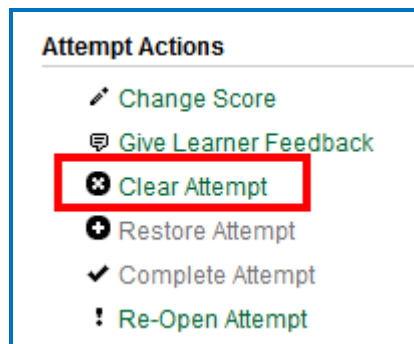 Attempt Actions
Change Score
Give Learner Feedback
Clear Attempt
Restore Attempt
Complete Attempt
Re-Open Attempt